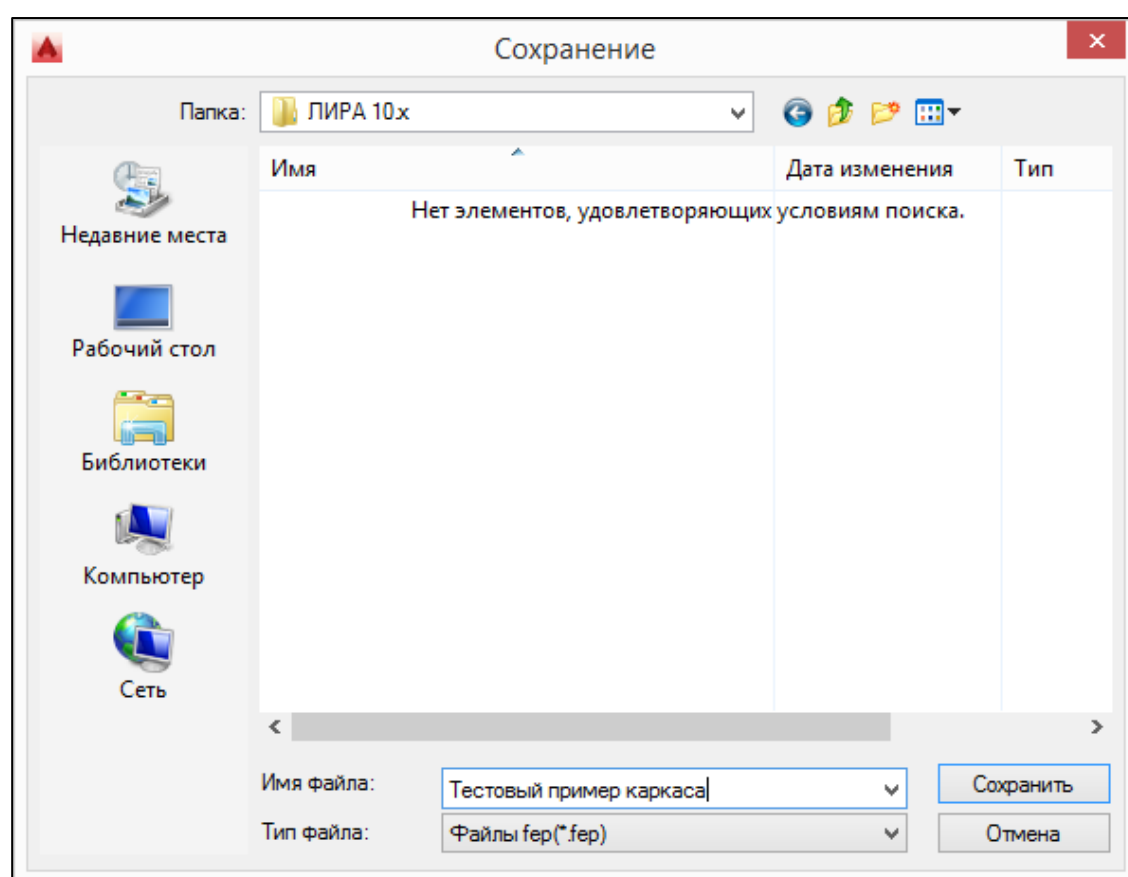 Сохранение
Папка: ЛИРА 10.x
Имя Дата изменения Тип
Нет элементов, удовлетворяющих условиям поиска.
Недавние места
Рабочий стол
Библиотеки
Компьютер
Сеть
Имя файла: Тестовый пример каркаса Сохранить
Тип файла: Файлы fep(*.fep) Отмена